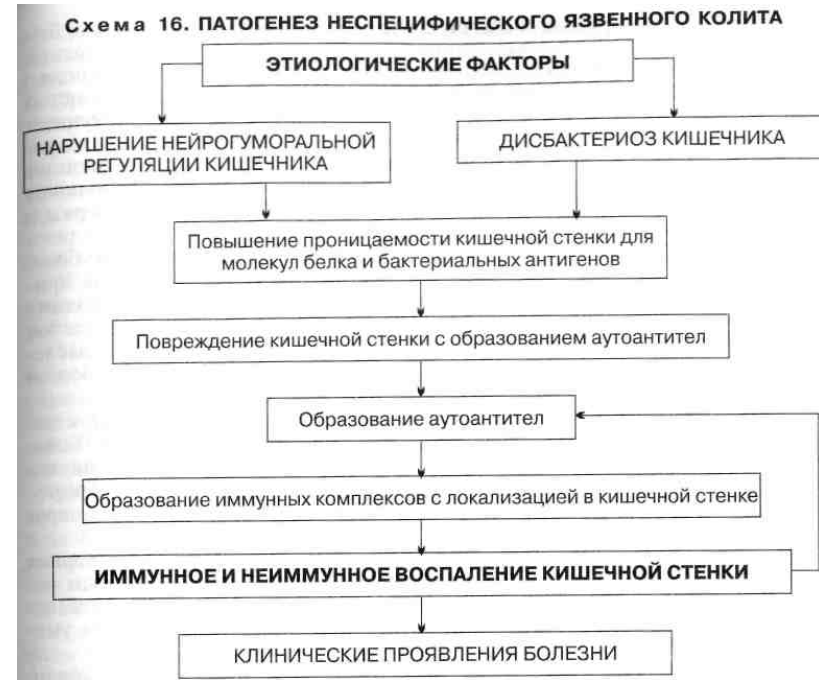 Схема 16. ПАТОГЕНЕЗ НЕСПЕЦИФИЧЕСКОГО ЯЗВЕННОГО КОЛИТА
ЭТИОЛОГИЧЕСКИЕ ФАКТОРЫ
НАРУШЕНИЕ НЕЙРОГУМОРАЛЬНОЙ
РЕГУЛЯЦИИ КИШЕЧНИКА
ДИСБАКТЕРИОЗ КИШЕЧНИКА
Повышение проницаемости кишечной стенки для
молекул белка и бактериальных антигенов
Повреждение кишечной стенки с образованием аутоантител
Образование аутоантител
Образование иммунных комплексов с локализацией в кишечной стенке
ИММУННОЕ И НЕИММУННОЕ ВОСПАЛЕНИЕ КИШЕЧНОЙ СТЕНКИ
КЛИНИЧЕСКИЕ ПРОЯВЛЕНИЯ БОЛЕЗНИ